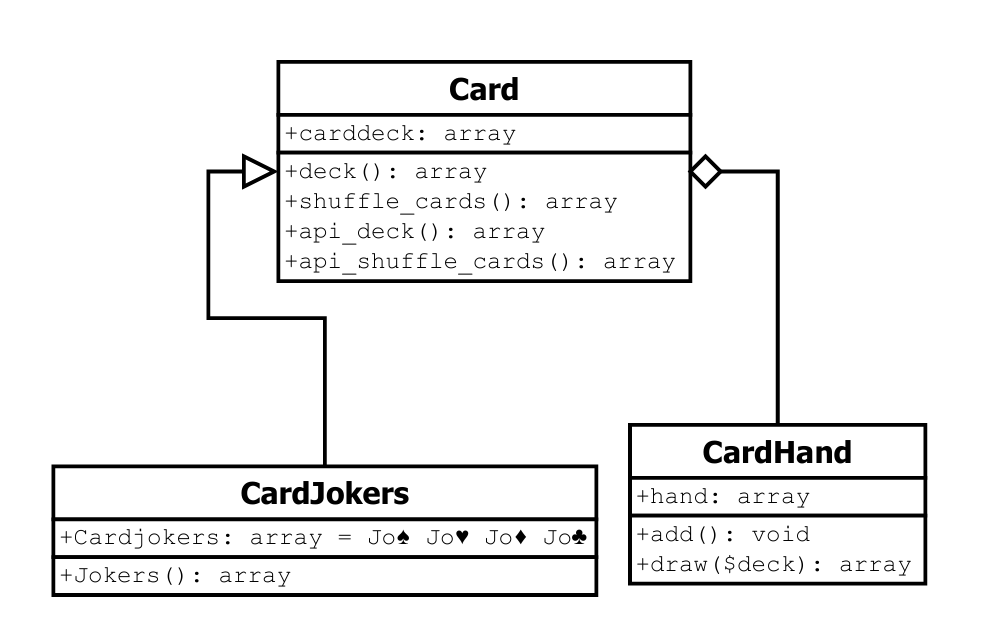 Card
+carddeck: array
+deck(): array
+shuffle_cards(): array
+api_deck(): array
+api_shuffle_cards(): array
CardJokers
+Cardjokers: array = Jo♠ Jo♥ Jo♦ Jo♣
+Jokers(): array
CardHand
+hand: array
+add(): void
+draw($deck): array